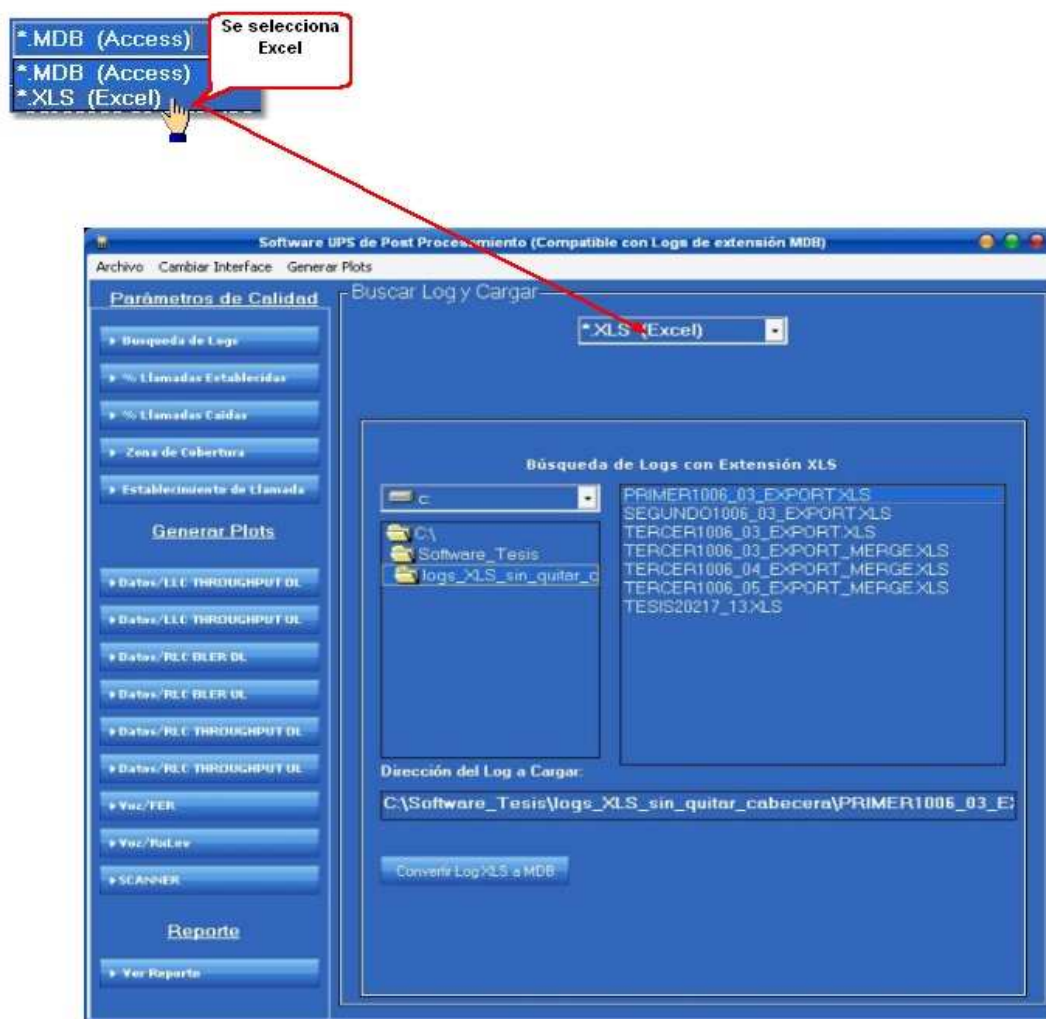 *.MDB (Access)
*.MDB (Access)
*.XLS (Excel)
Se selecciona
Excel
Software UPS de Post Procesamiento (Compatible con Logs de extensión MDB)
Archivo Cambiar Interface Generar Plots
Parámetros de Calidad
Búsqueda de Logs
% Llamadas Establecidas
% Llamadas Caidas
Zona de Cobertura
Establecimiento de Llamada
Generar Plots
Datos/LLC THROUGHPUT DL
Datos/LLC THROUGHPUT UL
Datos/RLC BLER DL
Datos/RLC BLER UL
Datos/RLC THROUGHPUT DL
Datos/RLC THROUGHPUT UL
Voz/FER
Voz/RxLev
SCANNER
Reporte
Ver Reporte
Buscar Log y Cargar
*.XLS (Excel)
Búsqueda de Logs con Extensión XLS
c:
C:\
Software_Tesis
logs_XLS_sin_quitar_c
PRIMER1006_03_EXPORT.XLS
SEGUNDO1006_03_EXPORT.XLS
TERCER1006_03_EXPORT.XLS
TERCER1006_03_EXPORT_MERGE.XLS
TERCER1006_04_EXPORT_MERGE.XLS
TERCER1006_05_EXPORT_MERGE.XLS
TESIS20217_13.XLS
Dirección del Log a Cargar:
C:\Software_Tesis\logs_XLS_sin_quitar_cabecera\PRIMER1006_03_E
Convertir Log XLS a MDB